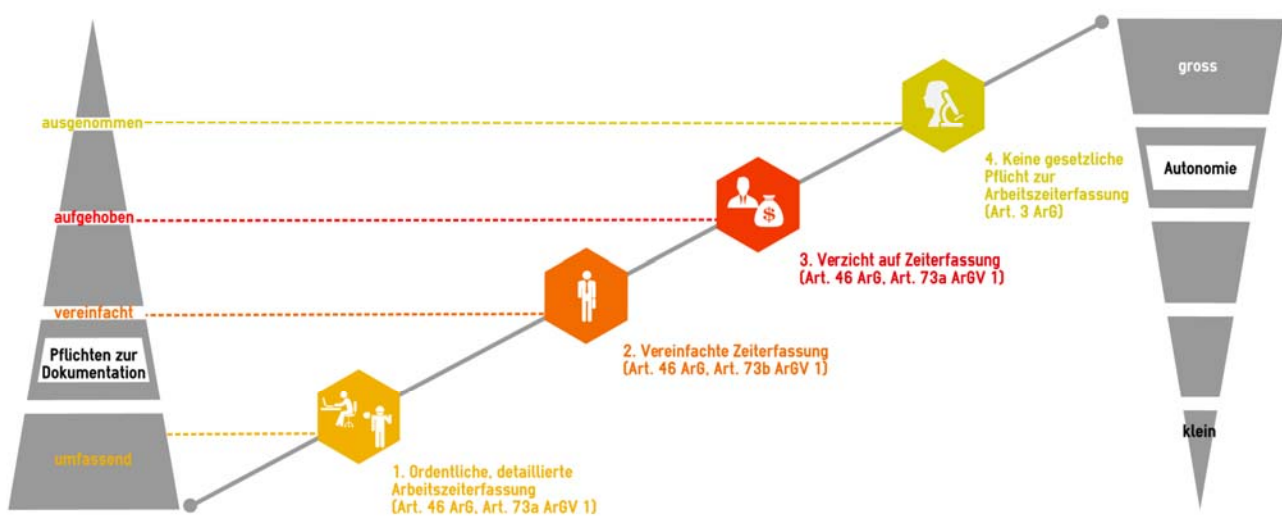 ausgenommen
aufgehoben
vereinfacht
Pflichten zur
Dokumentation
umfassend
1. Ordentliche, detaillierte
Arbeitszeiterfassung
(Art. 46 ArG, Art. 73a ArGV 1)
2. Vereinfachte Zeiterfassung
(Art. 46 ArG, Art. 73b ArGV 1)
3. Verzicht auf Zeiterfassung
(Art. 46 ArG, Art. 73a ArGV 1)
4. Keine gesetzliche
Pflicht zur
Arbeitszeiterfassung
(Art. 3 ArG)
$
gross
Autonomie
klein